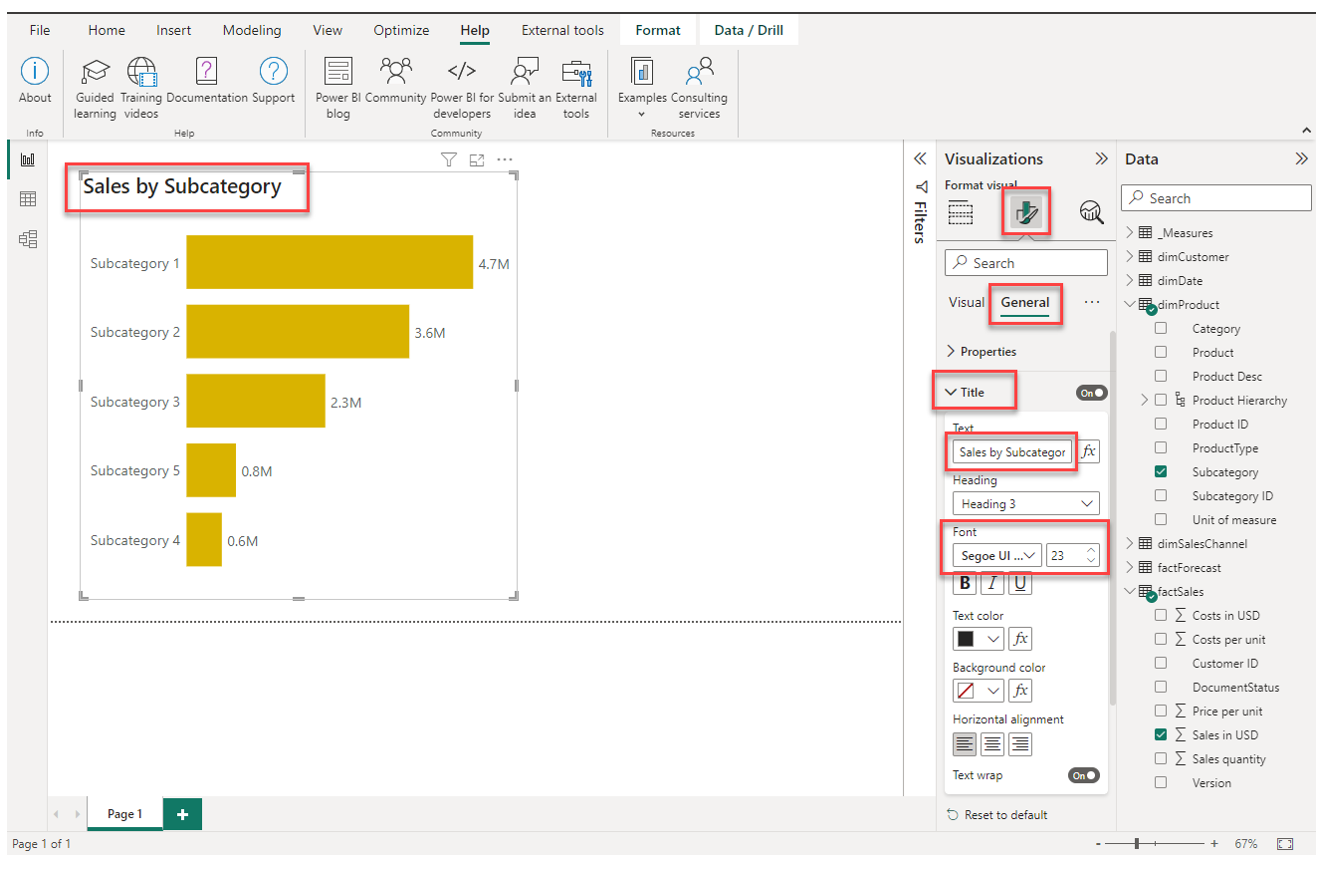 File Home Insert Modeling View Optimize Help External tools Format Data / Drill
About Guided learning Training videos Documentation Support Power BI blog Community Power BI for developers Submit an idea External tools Examples Consulting services
Info Help Community Resources
Sales by Subcategory
Subcategory 1 4.7M
Subcategory 2 3.6M
Subcategory 3 2.3M
Subcategory 5 0.8M
Subcategory 4 0.6M
Filters
Visualizations
Format visual
Search
Visual General
Properties
Title On
Text
Sales by Subcategor fx
Heading
Heading 3
Font
Segoe UI ... 23
B I U
Text color
fx
Background color
fx
Horizontal alignment
Text wrap On
Reset to default
Data
Search
_Measures
dimCustomer
dimDate
dimProduct
Category
Product
Product Desc
Product Hierarchy
Product ID
ProductType
Subcategory
Subcategory ID
Unit of measure
dimSalesChannel
factForecast
factSales
Σ Costs in USD
Σ Costs per unit
Customer ID
DocumentStatus
Σ Price per unit
Σ Sales in USD
Σ Sales quantity
Version
Page 1 +
Page 1 of 1 - + 67%